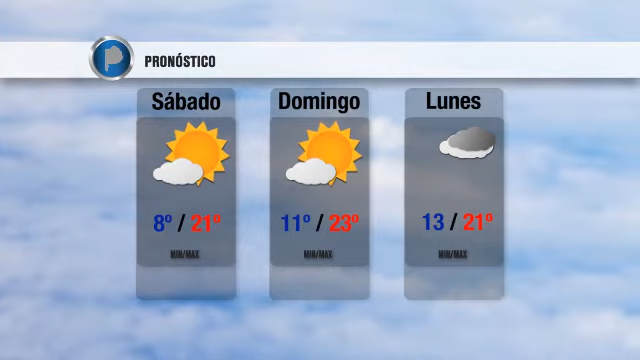 PRONÓSTICO
Sábado
8º / 21º
MIN/MAX
Domingo
11º / 23º
MIN/MAX
Lunes
13 / 21º
MIN/MAX